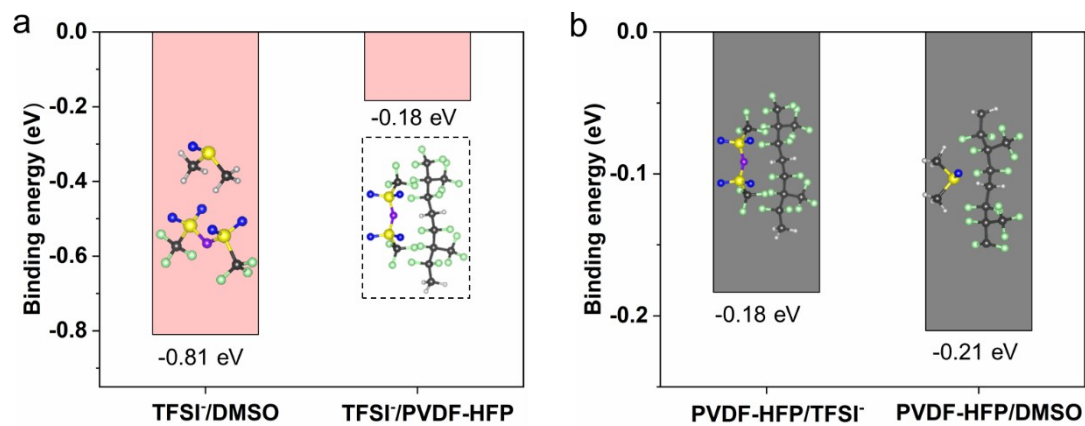 a
Binding energy (eV)
0.0
-0.2
-0.4
-0.6
-0.8
-0.81 eV
-0.18 eV
TFSI⁻/DMSO
TFSI⁻/PVDF-HFP
b
Binding energy (eV)
0.0
-0.1
-0.2
-0.18 eV
-0.21 eV
PVDF-HFP/TFSI⁻
PVDF-HFP/DMSO